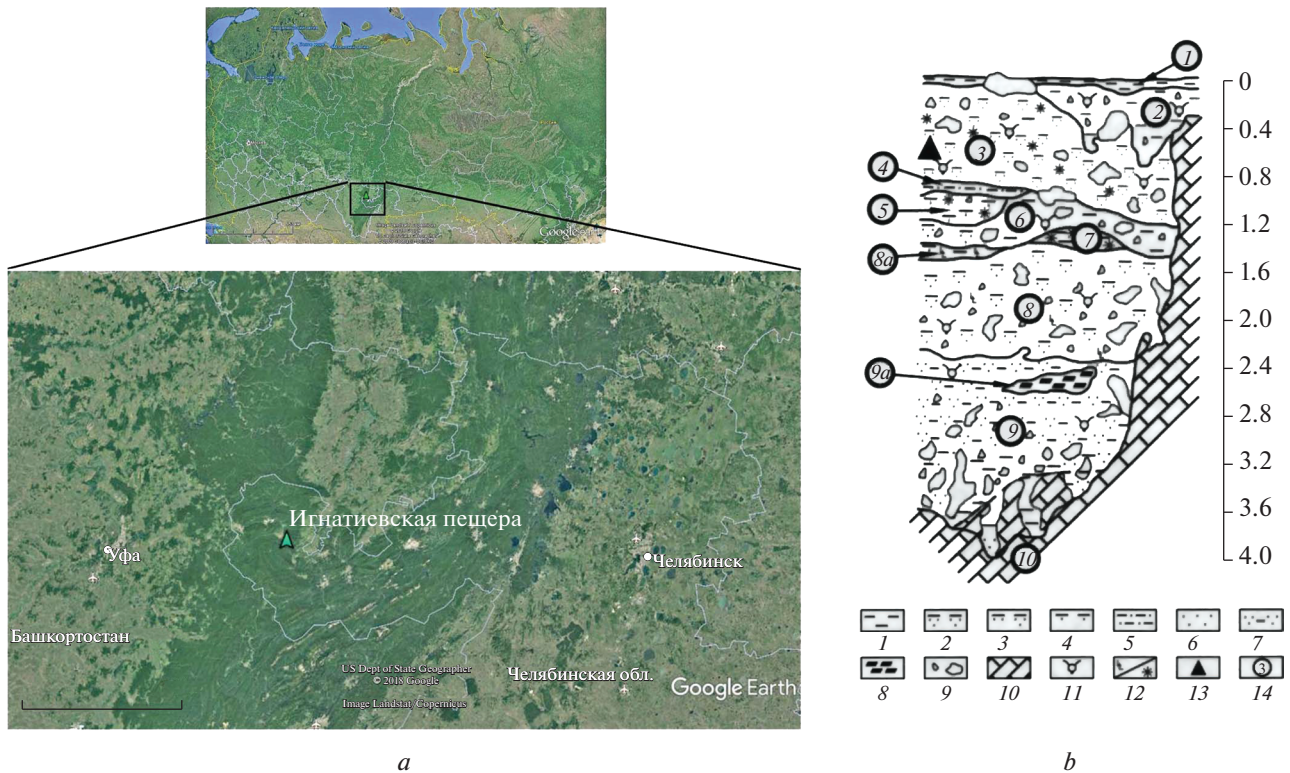 Google
Игнатиевская пещера
Уфа
Челябинск
Башкортостан
US Dept of State Geographer
© 2018 Google
Image Landsat, Copernicus
Челябинская обл.
Google Earth
a
1
2
3
4
5
6
7
8a
8
9a
9
10
0
0.4
0.8
1.2
1.6
2.0
2.4
2.8
3.2
3.6
4.0
1 2 3 4 5 6 7
3
8 9 10 11 12 13 14
b